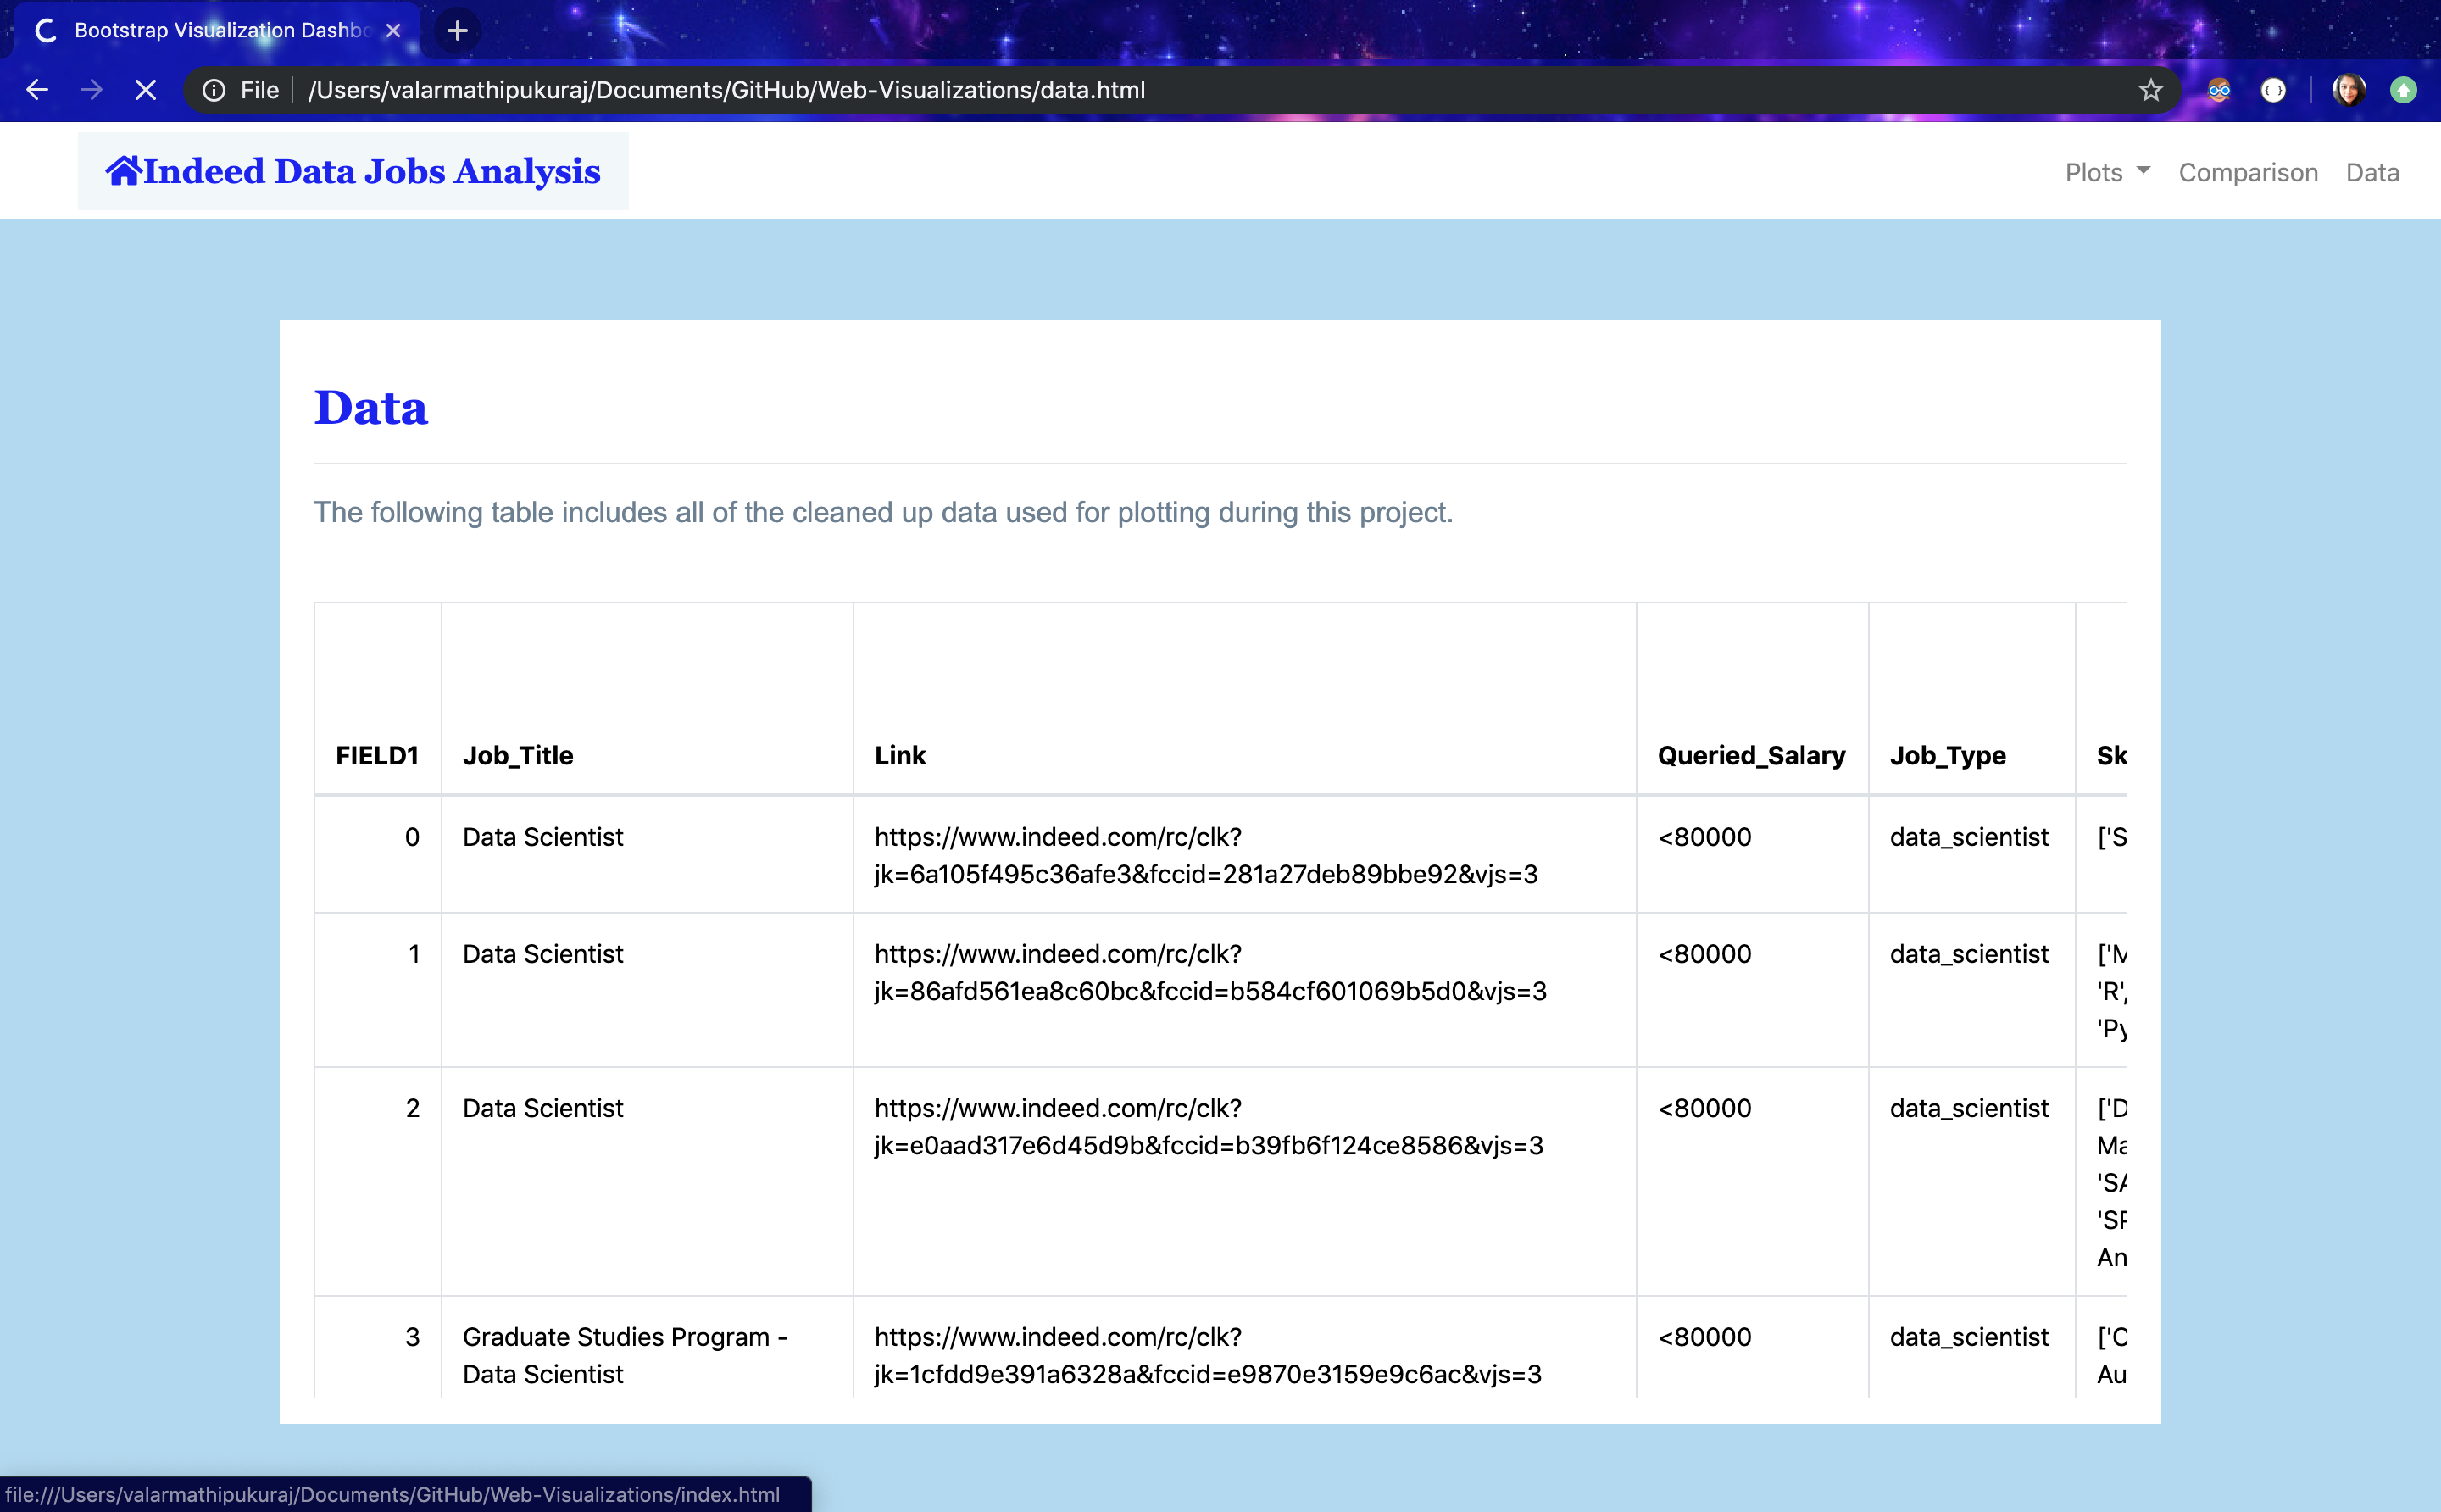 Bootstrap Visualization Dashbo
File /Users/valarmathipukuraj/Documents/GitHub/Web-Visualizations/data.html
Indeed Data Jobs Analysis
Plots Comparison Data
Data
The following table includes all of the cleaned up data used for plotting during this project.
FIELD1 Job_Title Link Queried_Salary Job_Type Sk
0 Data Scientist https://www.indeed.com/rc/clk? <80000 data_scientist ['S
jk=6a105f495c36afe3&fccid=281a27deb89bbe92&vjs=3
1 Data Scientist https://www.indeed.com/rc/clk? <80000 data_scientist ['M
jk=86afd561ea8c60bc&fccid=b584cf601069b5d0&vjs=3 'R',
'Py
2 Data Scientist https://www.indeed.com/rc/clk? <80000 data_scientist ['D
jk=e0aad317e6d45d9b&fccid=b39fb6f124ce8586&vjs=3 Ma
'SA
'SP
An
3 Graduate Studies Program - https://www.indeed.com/rc/clk? <80000 data_scientist ['C
Data Scientist jk=1cfdd9e391a6328a&fccid=e9870e3159e9c6ac&vjs=3 Au
file:///Users/valarmathipukuraj/Documents/GitHub/Web-Visualizations/index.html